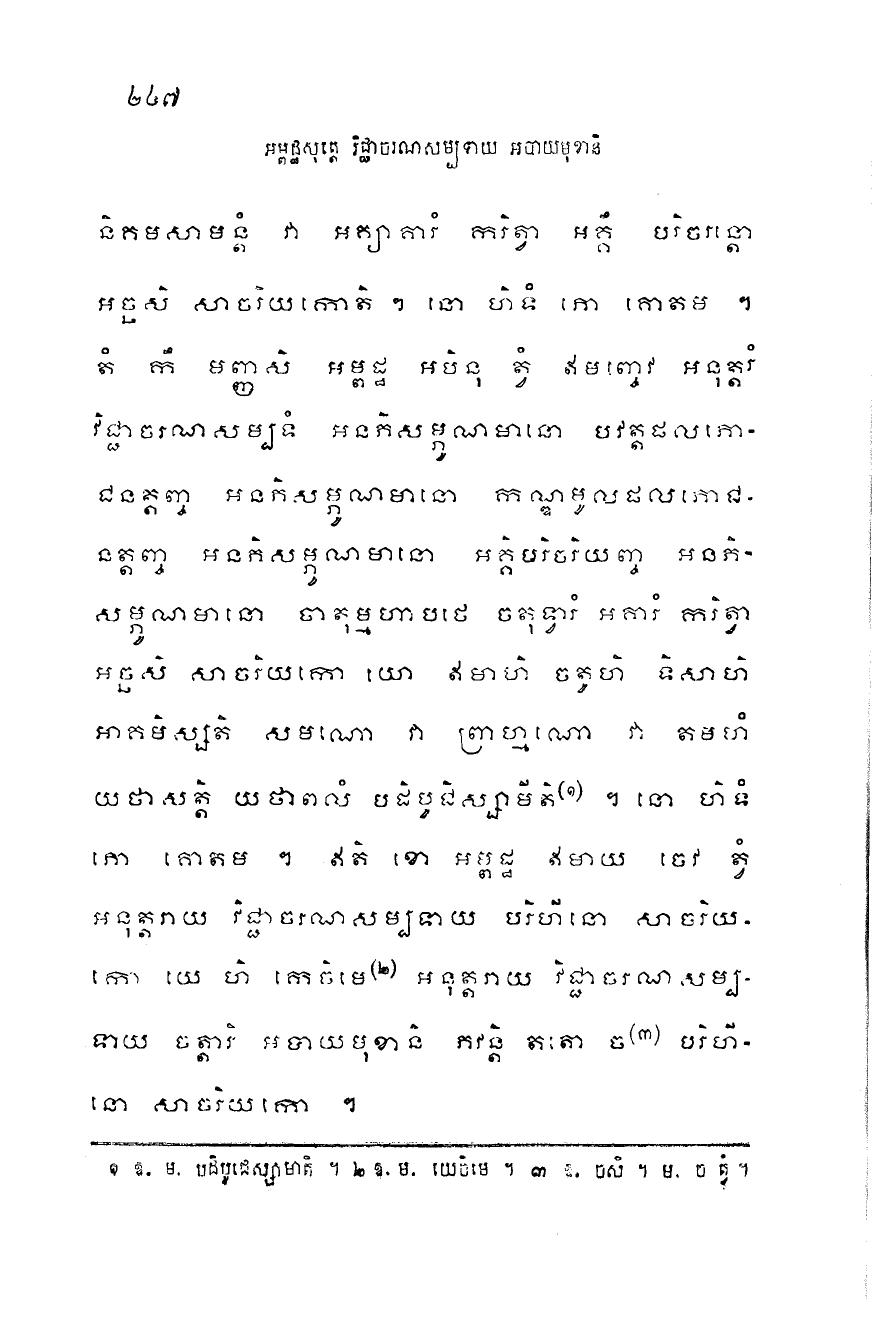 ២៤៧
អម្ពដ្ឋសុត្តេ វិជ្ជាចរណសម្បទាយ អបាយមុខានិ
និគមសាមន្តំ វា អគ្យាគារំ ករិត្វា អគ្គឹ បរិចរន្តោ
អច្ឆសិ សាចរិយកោតិ ។ នោ ហិទំ ភោ គោតម ។
តំ កឹ មញ្ញសិ អម្ពដ្ឋ អបិនុ ត្វំ ឥមញ្ចេវ អនុត្តរំ
វិជ្ជាចរណសម្បទំ អនភិសម្ភុណមានោ បវត្តផលភោ-
ជនត្តញ្ច អនភិសម្ភុណមានោ កណ្ឌមូលផលភោជ-
នត្តញ្ច អនភិសម្ភុណមានោ អគ្គិបរិចរិយញ្ច អនភិ-
សម្ភុណមានោ ចាតុម្មហាបថេ ចតុទ្វារំ អគារំ ករិត្វា
អច្ឆសិ សាចរិយកោ យោ ឥមាហិ ចតូហិ ទិសាហិ
អាគមិស្សតិ សមណោ វា ព្រាហ្មណោ វា តមហំ
យថាសត្តិ យថាពលំ បដិបូជិស្សាមីតិ(១) ។ នោ ហិទំ
ភោ គោតម ។ ឥតិ ខោ អម្ពដ្ឋ ឥមាយ ចេវ ត្វំ
អនុត្តរាយ វិជ្ជាចរណសម្បទាយ បរិហីនោ សាចរិយ-
កោ យេ ហិ កេចិមេ(២) អនុត្តរាយ វិជ្ជាចរណសម្ប-
ទាយ ចត្តារិ អបាយមុខានិ ភវន្តិ តតោ ច(៣) បរិហី-
នោ សាចរិយកោ ។
១ ឱ. ម. បដិបូជេស្សាមាតិ ។ ២ ឱ. ម. យេចិមេ ។ ៣ ឱ. ចសិ ។ ម. ច ត្វំ ។